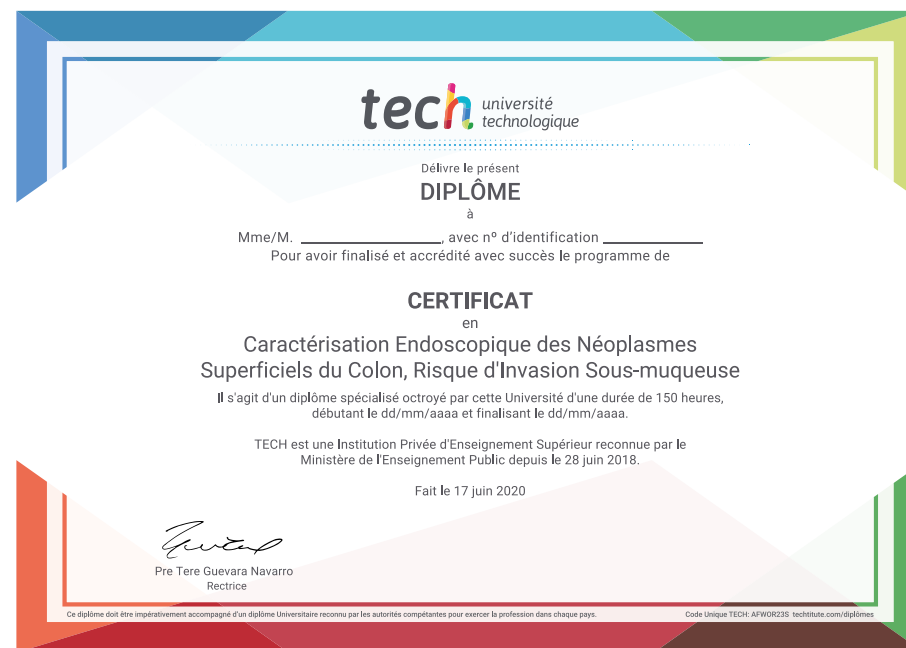 tech université
technologique
Délivre le présent
DIPLÔME
à
Mme/M. ____________________, avec nº d'identification ______________
Pour avoir finalisé et accrédité avec succès le programme de
CERTIFICAT
en
Caractérisation Endoscopique des Néoplasmes
Superficiels du Colon, Risque d'Invasion Sous-muqueuse
Il s'agit d'un diplôme spécialisé octroyé par cette Université d'une durée de 150 heures,
débutant le dd/mm/aaaa et finalisant le dd/mm/aaaa.
TECH est une Institution Privée d'Enseignement Supérieur reconnue par le
Ministère de l'Enseignement Public depuis le 28 juin 2018.
Fait le 17 juin 2020
Pre Tere Guevara Navarro
Rectrice
Ce diplôme doit être impérativement accompagné d'un diplôme Universitaire reconnu par les autorités compétentes pour exercer la profession dans chaque pays.
Code Unique TECH: AFWOR23S techtitute.com/diplômes